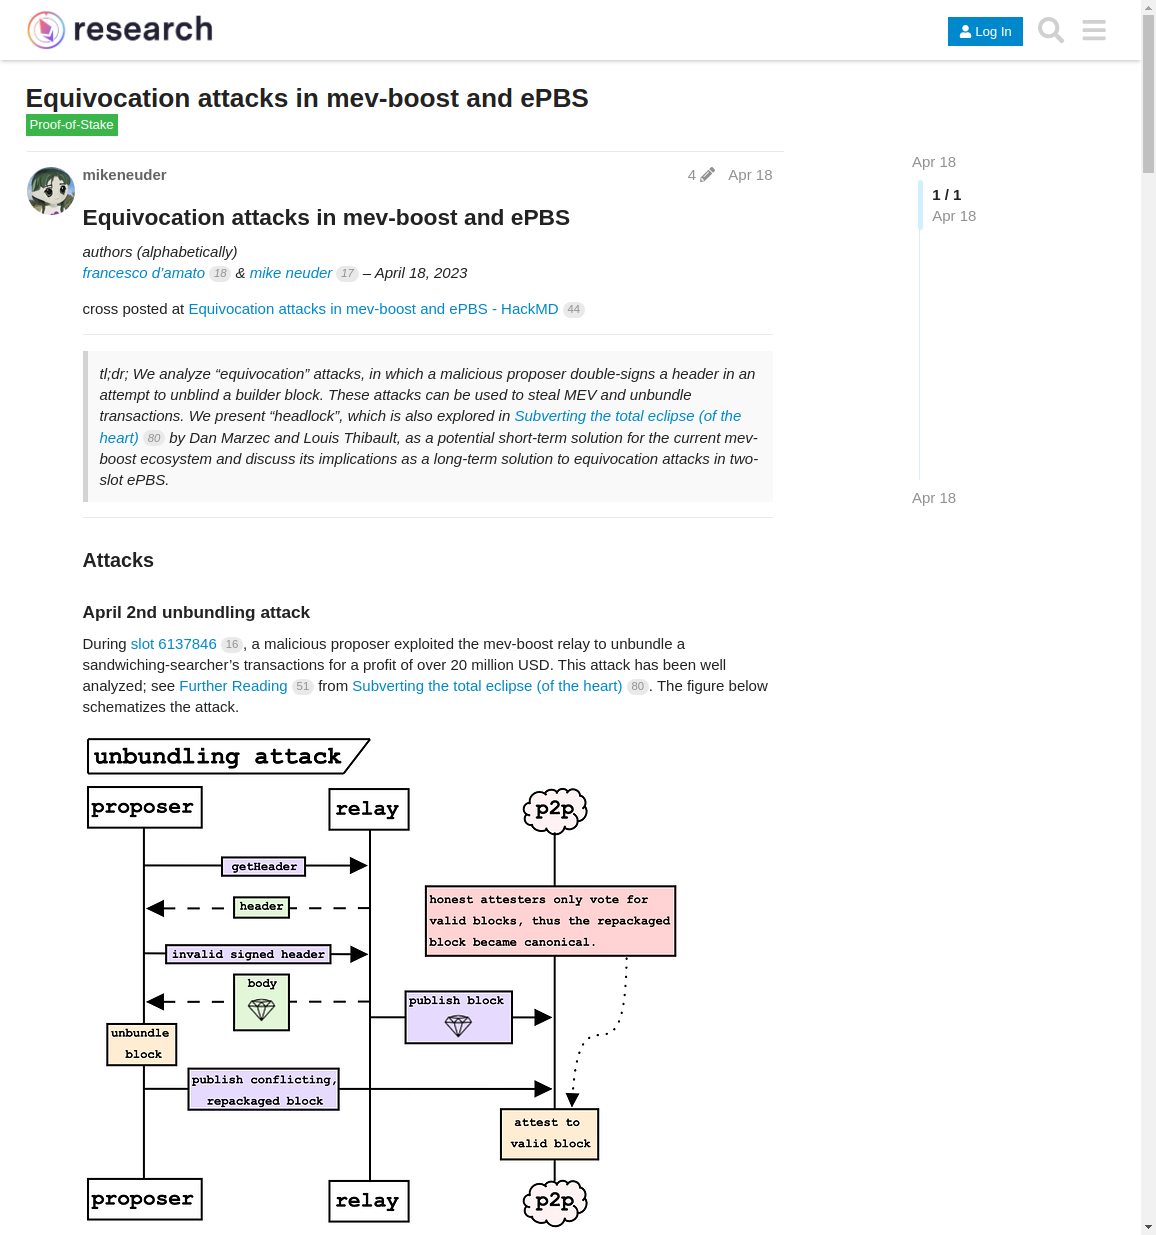 research
Log In
Equivocation attacks in mev-boost and ePBS
Proof-of-Stake
mikeneuder
4
Apr 18
Equivocation attacks in mev-boost and ePBS
authors (alphabetically)
francesco d’amato 18 & mike neuder 17 – April 18, 2023
cross posted at Equivocation attacks in mev-boost and ePBS - HackMD 44
tl;dr; We analyze “equivocation” attacks, in which a malicious proposer double-signs a header in an
attempt to unblind a builder block. These attacks can be used to steal MEV and unbundle
transactions. We present “headlock”, which is also explored in Subverting the total eclipse (of the
heart) 80 by Dan Marzec and Louis Thibault, as a potential short-term solution for the current mev-
boost ecosystem and discuss its implications as a long-term solution to equivocation attacks in two-
slot ePBS.
Apr 18
1 / 1
Apr 18
Apr 18
Attacks
April 2nd unbundling attack
During slot 6137846 16, a malicious proposer exploited the mev-boost relay to unbundle a
sandwiching-searcher’s transactions for a profit of over 20 million USD. This attack has been well
analyzed; see Further Reading 51 from Subverting the total eclipse (of the heart) 80. The figure below
schematizes the attack.
unbundling attack
proposer
relay
p2p
getHeader
header
honest attesters only vote for
valid blocks, thus the repackaged
block became canonical.
invalid signed header
body
publish block
unbundle
block
publish conflicting,
repackaged block
attest to
valid block
proposer
relay
p2p